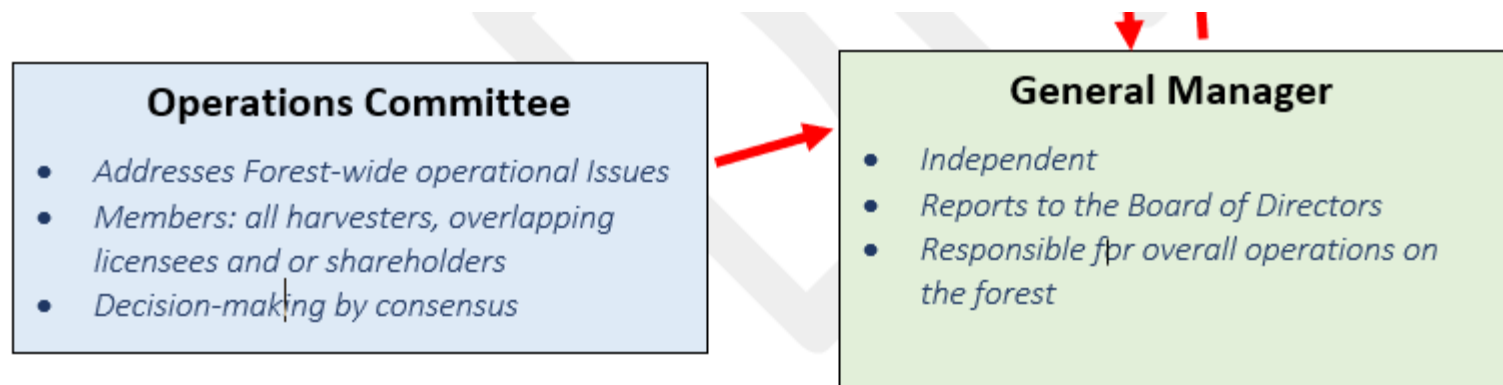 Operations Committee
• Addresses Forest-wide operational Issues
• Members: all harvesters, overlapping
licensees and or shareholders
• Decision-making by consensus
General Manager
• Independent
• Reports to the Board of Directors
• Responsible for overall operations on
the forest